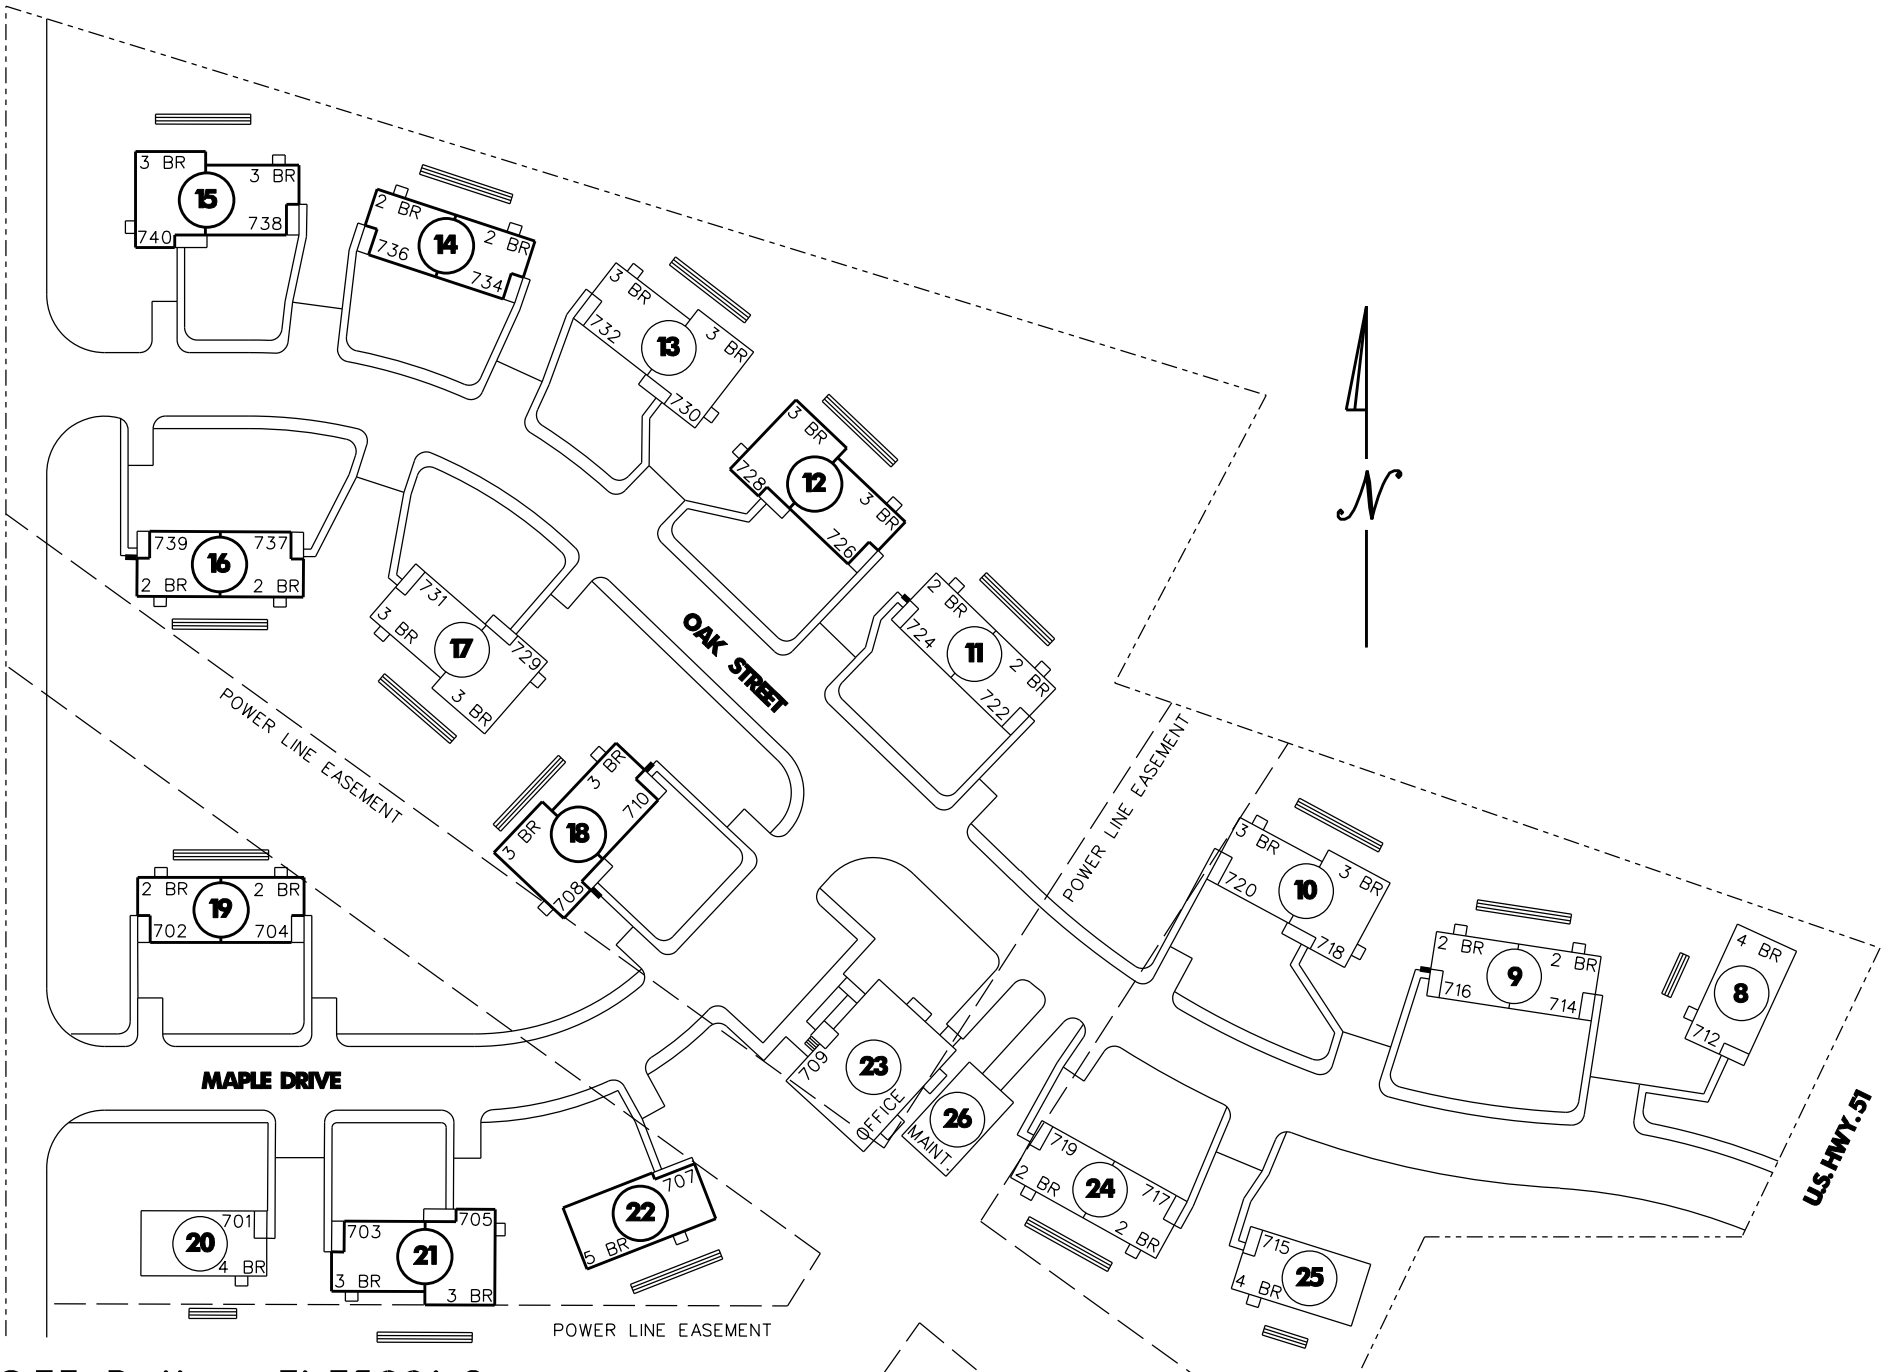 3 BR
3 BR
15
740
738
2 BR
2 BR
14
736
734
3 BR
3 BR
13
732
730
3 BR
3 BR
12
728
726
N
739
737
16
2 BR
2 BR
731
729
17
3 BR
3 BR
OAK STREET
2 BR
2 BR
11
724
722
POWER LINE EASEMENT
POWER LINE EASEMENT
3 BR
3 BR
18
710
708
3 BR
3 BR
10
720
718
2 BR
2 BR
19
702
704
2 BR
2 BR
9
716
714
4 BR
8
712
MAPLE DRIVE
709
23
OFFICE
26
MAINT.
U.S. HWY. 51
719
717
24
2 BR
2 BR
701
20
4 BR
703
705
21
3 BR
3 BR
707
22
5 BR
715
25
4 BR
POWER LINE EASEMENT